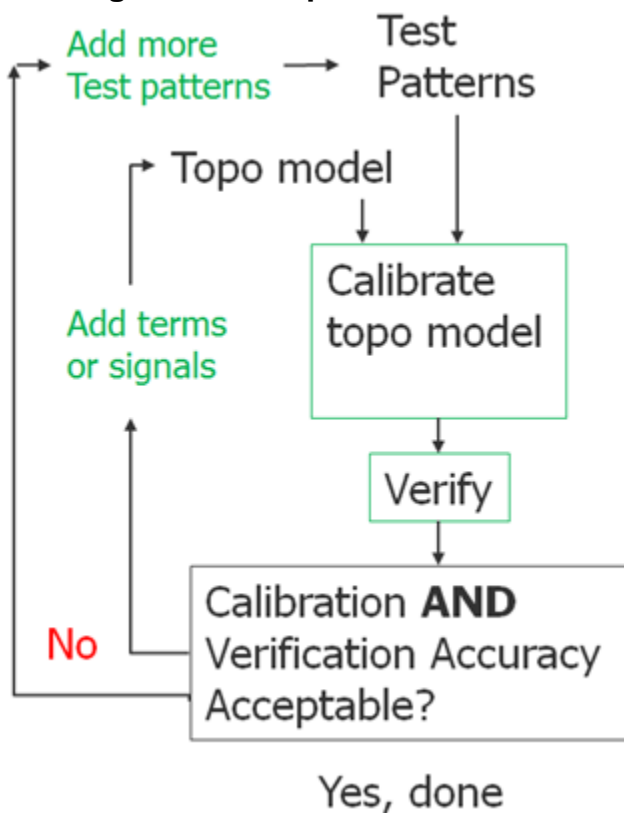 Add more
Test patterns
Test
Patterns
Topo model
Calibrate
topo model
Add terms
or signals
Verify
Calibration AND
Verification Accuracy
Acceptable?
No
Yes, done